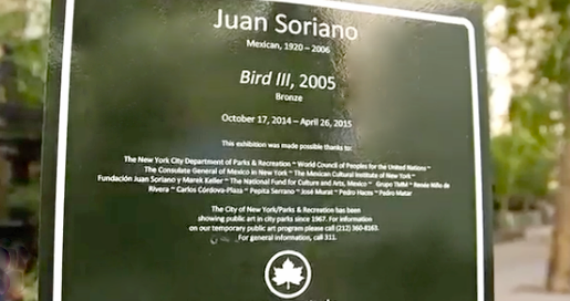 Juan Soriano
Mexican, 1920 – 2006
Bird III, 2005
Bronze
October 17, 2014 – April 26, 2015
This exhibition was made possible thanks to:
The New York City Department of Parks & Recreation ~ World Council of Peoples for the United Nations ~
The Consulate General of Mexico in New York ~ The Mexican Cultural Institute of New York ~
Fundación Juan Soriano y Marek Keller ~ The National Fund for Culture and Arts, Mexico ~ Grupo ~ Renée Niño de
Rivera ~ Carlos Córdova-Plaza ~ Pepita Serrano ~ José Murat ~ Pedro Haces ~ Pedro Matar
The City of New York/Parks & Recreation has been
showing public art in city parks since 1967. For information
on our temporary public art program please call (212) 360-8163.
For general information, call 311.